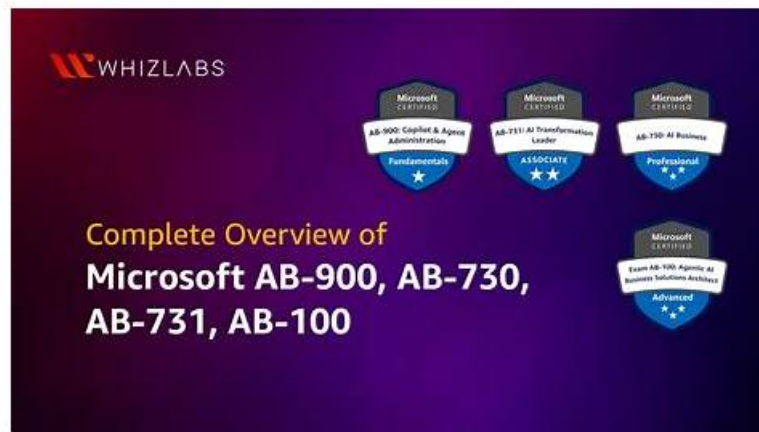 WHIZLABS
Microsoft
CERTIFIED
AB-900: Copilot & Agent
Administration
Fundamentals
Microsoft
CERTIFIED
AB-731: AI Transformation
Leader
ASSOCIATE
Microsoft
CERTIFIED
AB-730: AI Business
Professional
Complete Overview of
Microsoft AB-900, AB-730,
AB-731, AB-100
Microsoft
CERTIFIED
Exam AB-100: Agentic AI
Business Solutions Architect
Advanced